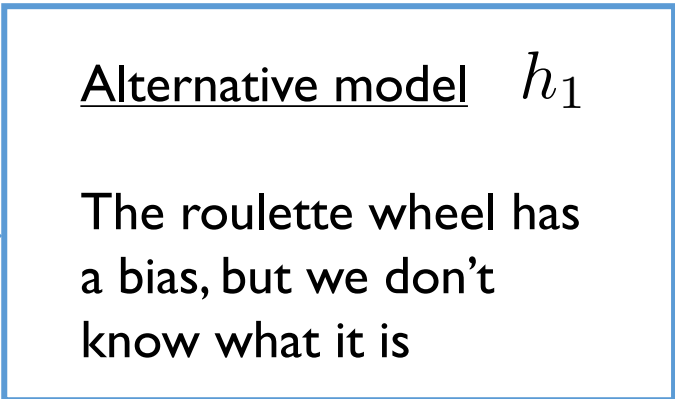 Alternative model h₁
The roulette wheel has
a bias, but we don’t
know what it is